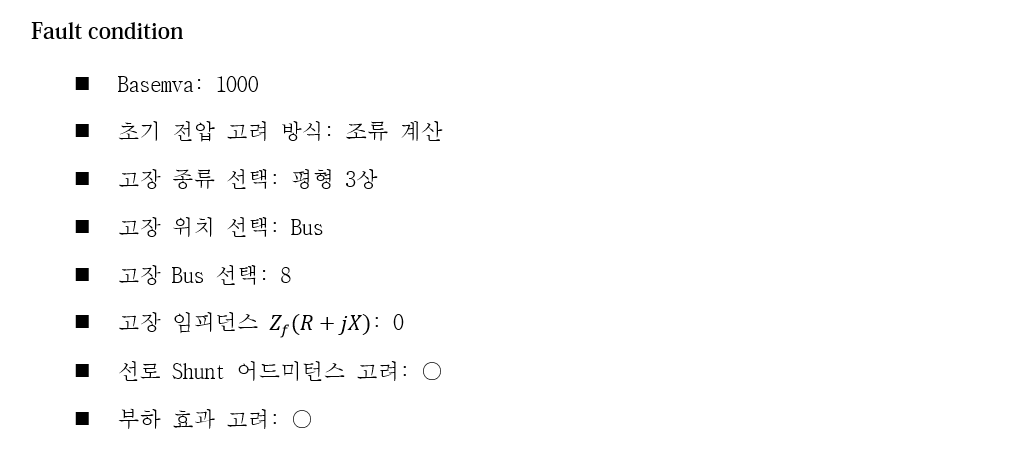 Fault condition
■ Basemva: 1000
■ 초기 전압 고려 방식: 조류 계산
■ 고장 종류 선택: 평형 3상
■ 고장 위치 선택: Bus
■ 고장 Bus 선택: 8
■ 고장 임피던스 Z_f(R + jX): 0
■ 선로 Shunt 어드미턴스 고려: ○
■ 부하 효과 고려: ○